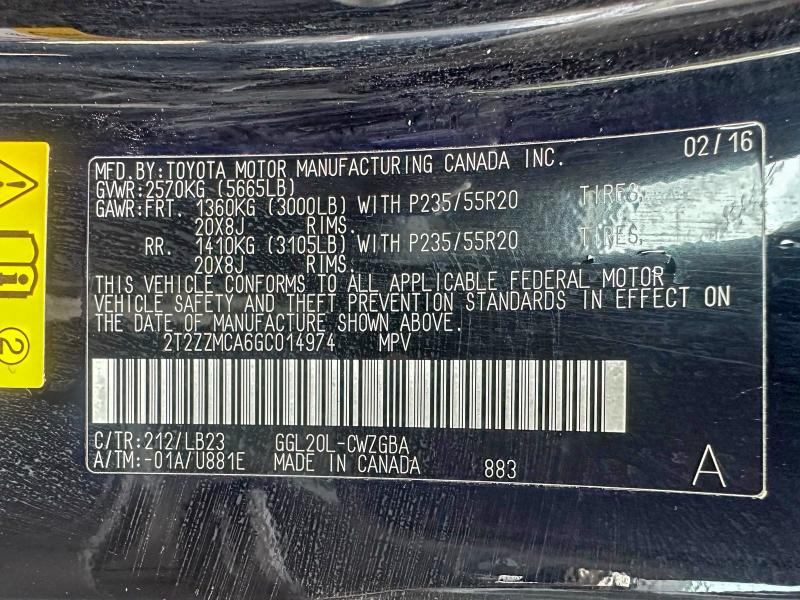 MFD.BY:TOYOTA MOTOR MANUFACTURING CANADA INC. 02/16
GVWR:2570KG (5665LB)
GAWR:FRT. 1360KG (3000LB) WITH P235/55R20 TIRES,
20X8J RIMS.
RR. 1410KG (3105LB) WITH P235/55R20 TIRES,
20X8J RIMS.
THIS VEHICLE CONFORMS TO ALL APPLICABLE FEDERAL MOTOR
VEHICLE SAFETY AND THEFT PREVENTION STANDARDS IN EFFECT ON
THE DATE OF MANUFACTURE SHOWN ABOVE.
2T2ZZMCA6GC014974 MPV
C/TR:212/LB23 GGL20L-CWZGBA
A/TM:-01A/U881E MADE IN CANADA 883 A
2